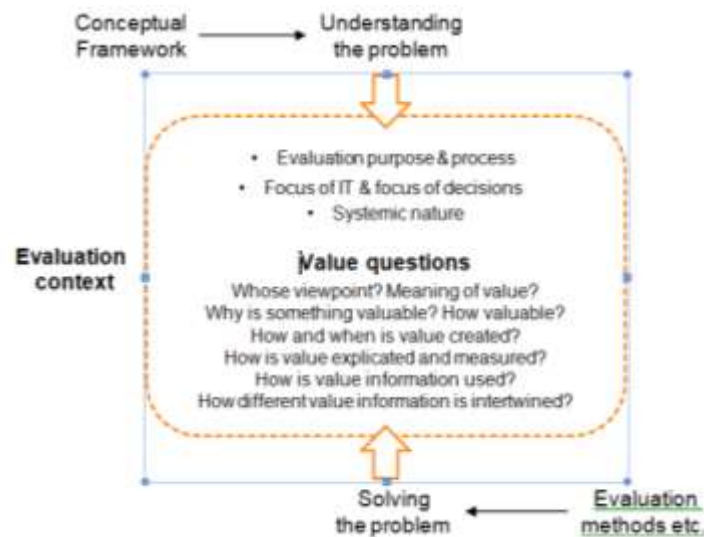 Conceptual
Framework
Understanding
the problem
• Evaluation purpose & process
• Focus of IT & focus of decisions
• Systemic nature
Evaluation
context
Value questions
Whose viewpoint? Meaning of value?
Why is something valuable? How valuable?
How and when is value created?
How is value explicated and measured?
How is value information used?
How different value information is intertwined?
Solving
the problem
Evaluation
methods etc.